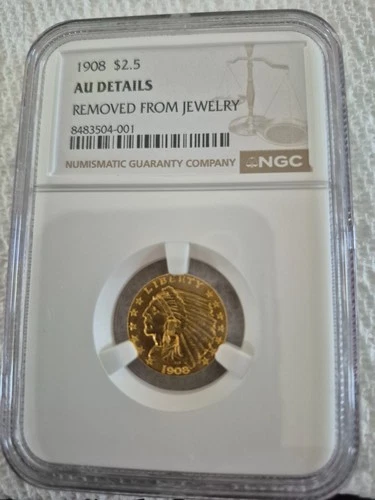 1908 $2.5
AU DETAILS
REMOVED FROM JEWELRY
8483504-001
NUMISMATIC GUARANTY COMPANY NGC
LIBERTY
1908